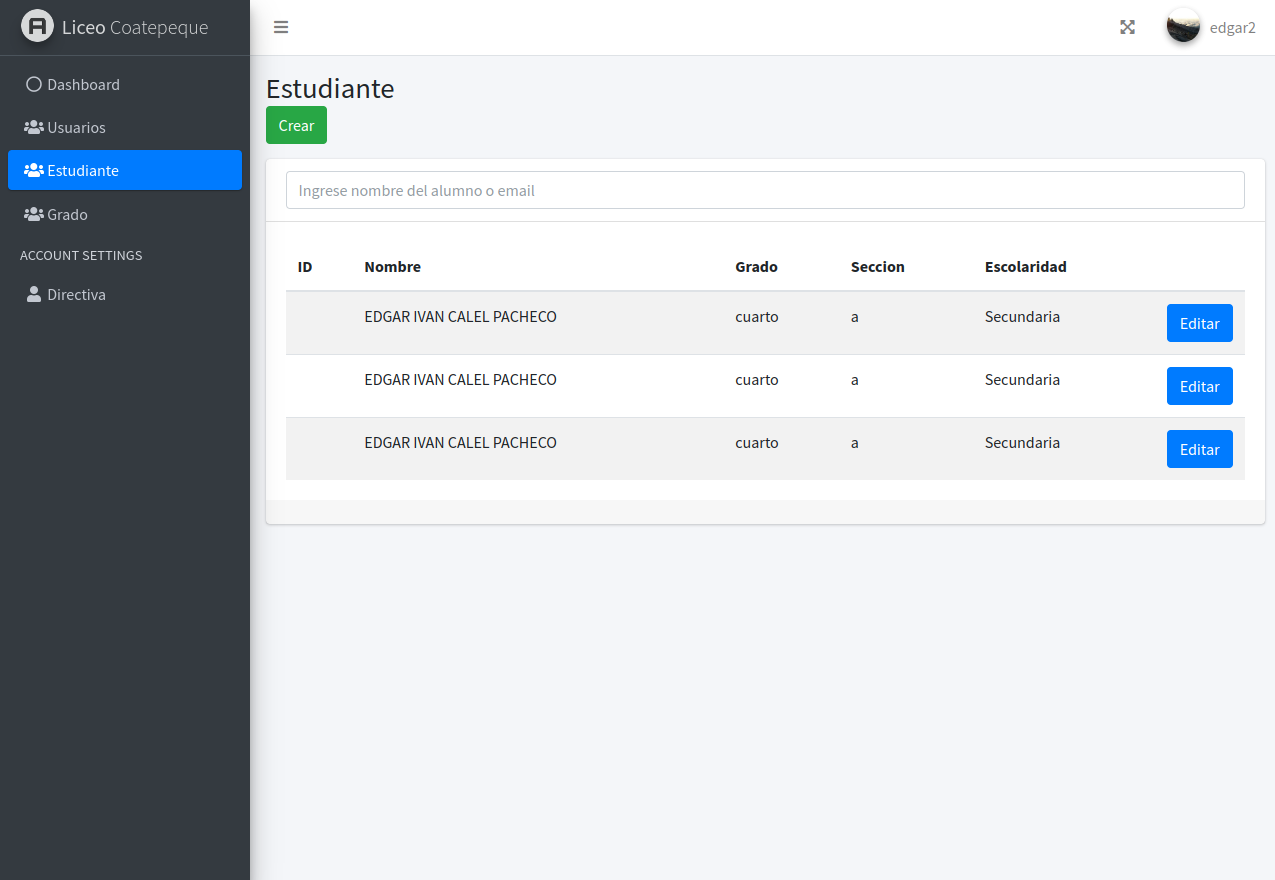 Liceo Coatepeque
edgar2
Dashboard
Usuarios
Estudiante
Grado
ACCOUNT SETTINGS
Directiva
Estudiante
Crear
Ingrese nombre del alumno o email
ID Nombre Grado Seccion Escolaridad
EDGAR IVAN CALEL PACHECO cuarto a Secundaria Editar
EDGAR IVAN CALEL PACHECO cuarto a Secundaria Editar
EDGAR IVAN CALEL PACHECO cuarto a Secundaria Editar